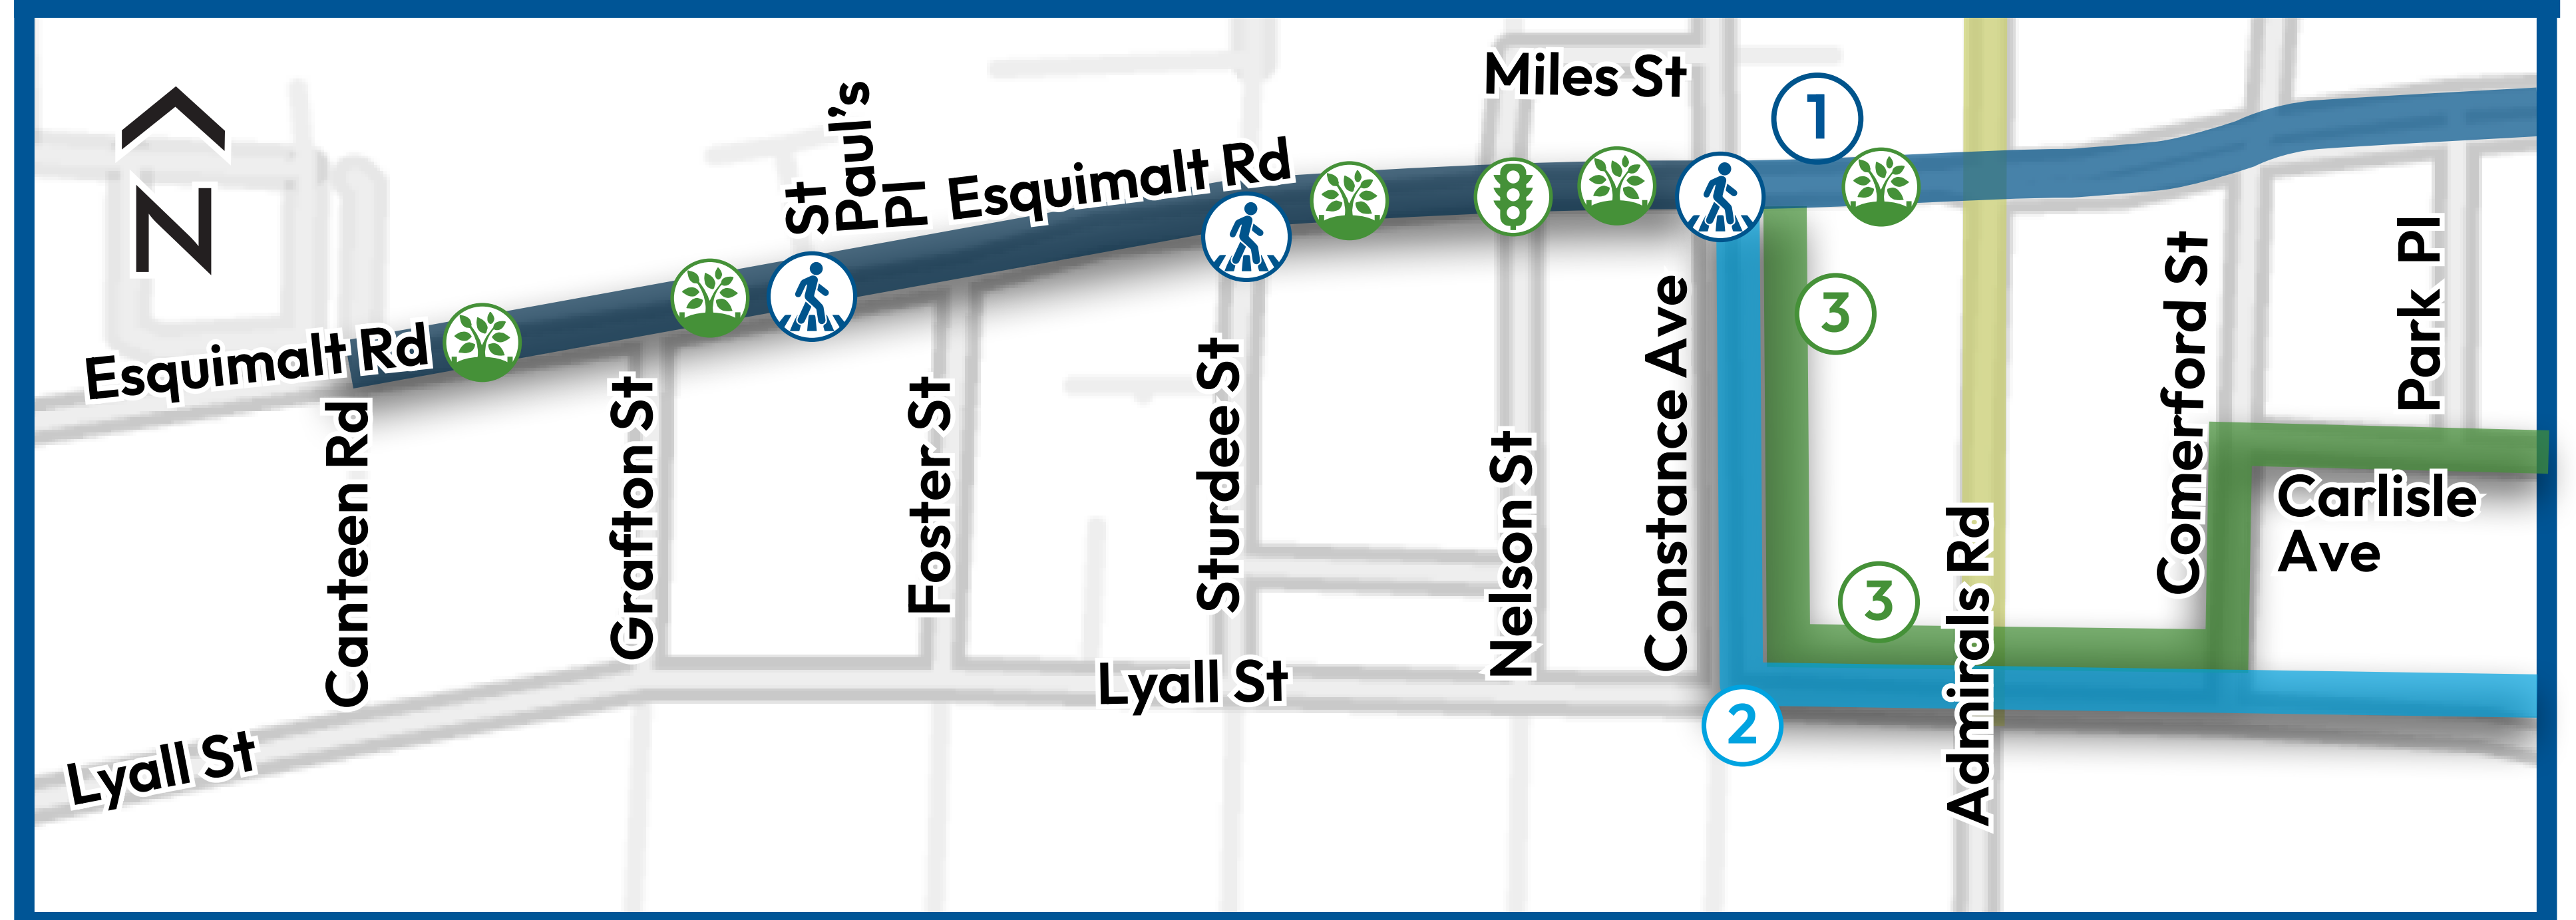 N
Miles St
1
St
Paul's
Pl
Esquimalt Rd
Esquimalt Rd
3
Canteen Rd
Grafton St
Foster St
Sturdee St
Nelson St
Constance Ave
Comerford St
Park Pl
Carlisle
Ave
3
Admirals Rd
Lyall St
2
Lyall St